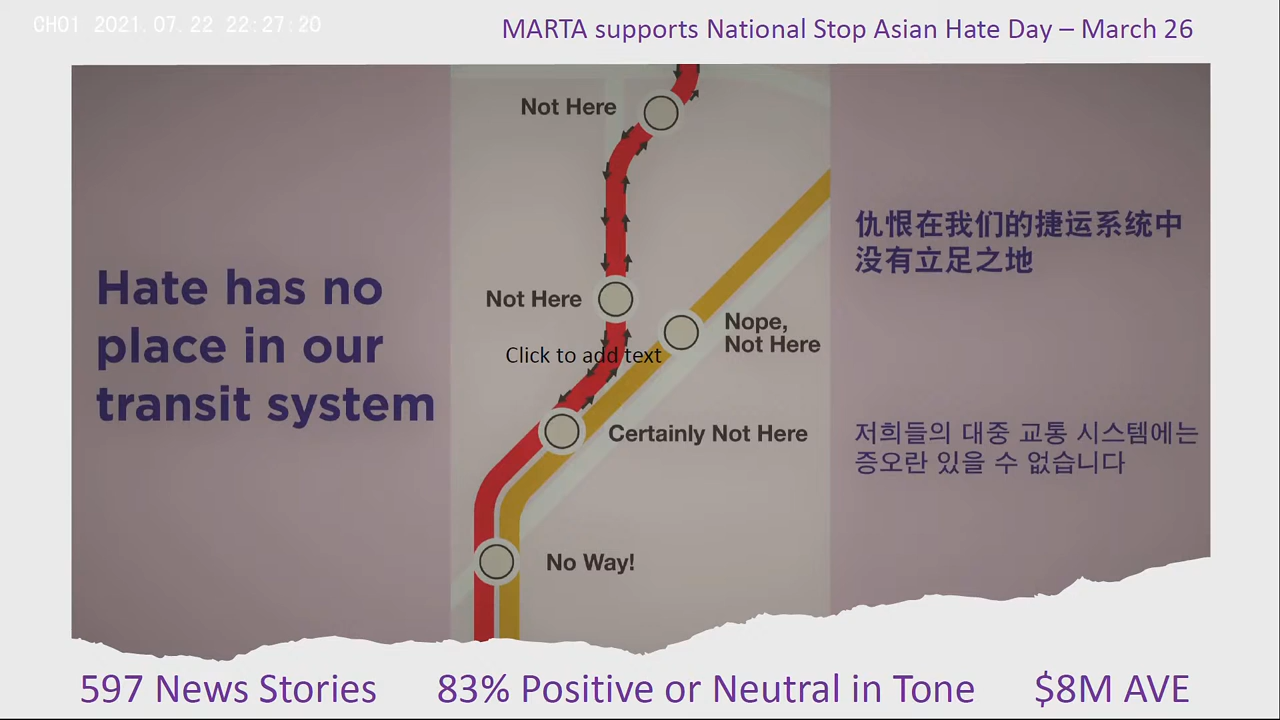 CH01 2021.07.22 22:27:20
MARTA supports National Stop Asian Hate Day – March 26
Hate has no
place in our
transit system
Not Here
Not Here
Nope,
Not Here
Click to add text
Certainly Not Here
No Way!
仇恨在我们的捷运系统中
没有立足之地
저희들의 대중 교통 시스템에는
증오란 있을 수 없습니다
597 News Stories
83% Positive or Neutral in Tone
$8M AVE